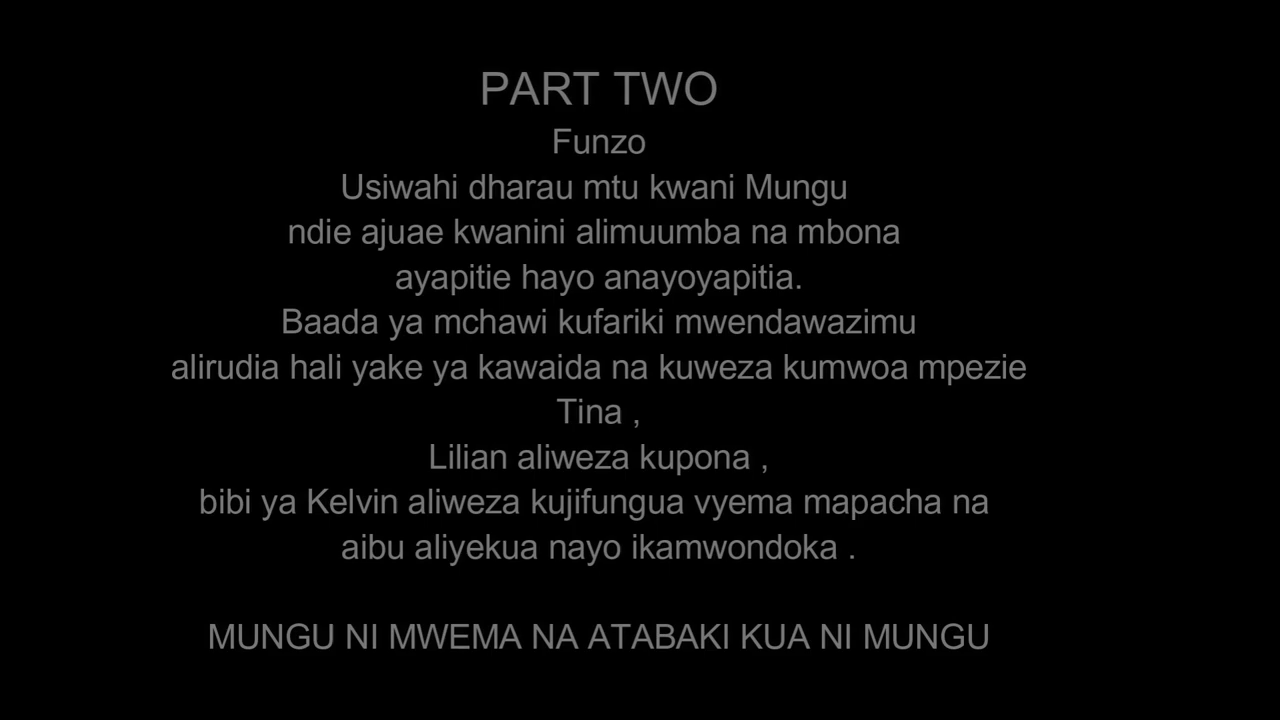 PART TWO
Funzo
Usiwahi dharau mtu kwani Mungu
ndie ajuae kwanini alimuumba na mbona
ayapitie hayo anayoyapitia.
Baada ya mchawi kufariki mwendawazimu
alirudia hali yake ya kawaida na kuweza kumwoa mpezie
Tina ,
Lilian aliweza kupona ,
bibi ya Kelvin aliweza kujifungua vyema mapacha na
aibu aliyekua nayo ikamwondoka .
MUNGU NI MWEMA NA ATABAKI KUA NI MUNGU